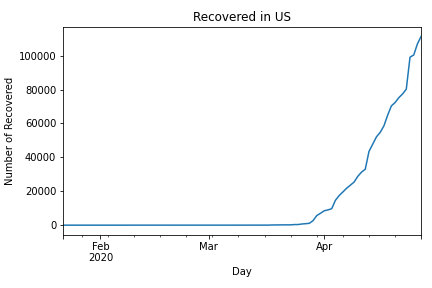 Recovered in US
Number of Recovered
100000
80000
60000
40000
20000
0
Feb
2020
Mar
Apr
Day